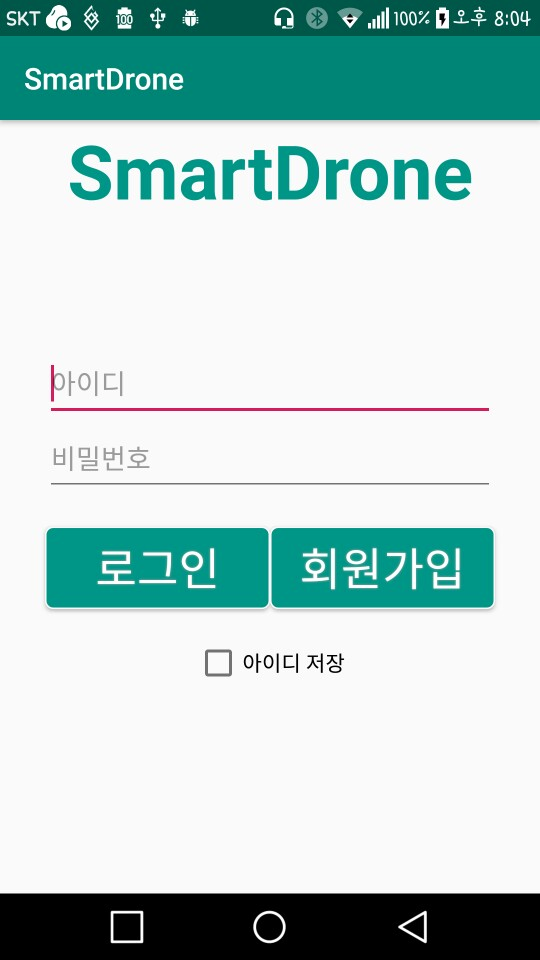 SKT 100 100% 오후 8:04
SmartDrone
SmartDrone
아이디
비밀번호
로그인 회원가입
아이디 저장